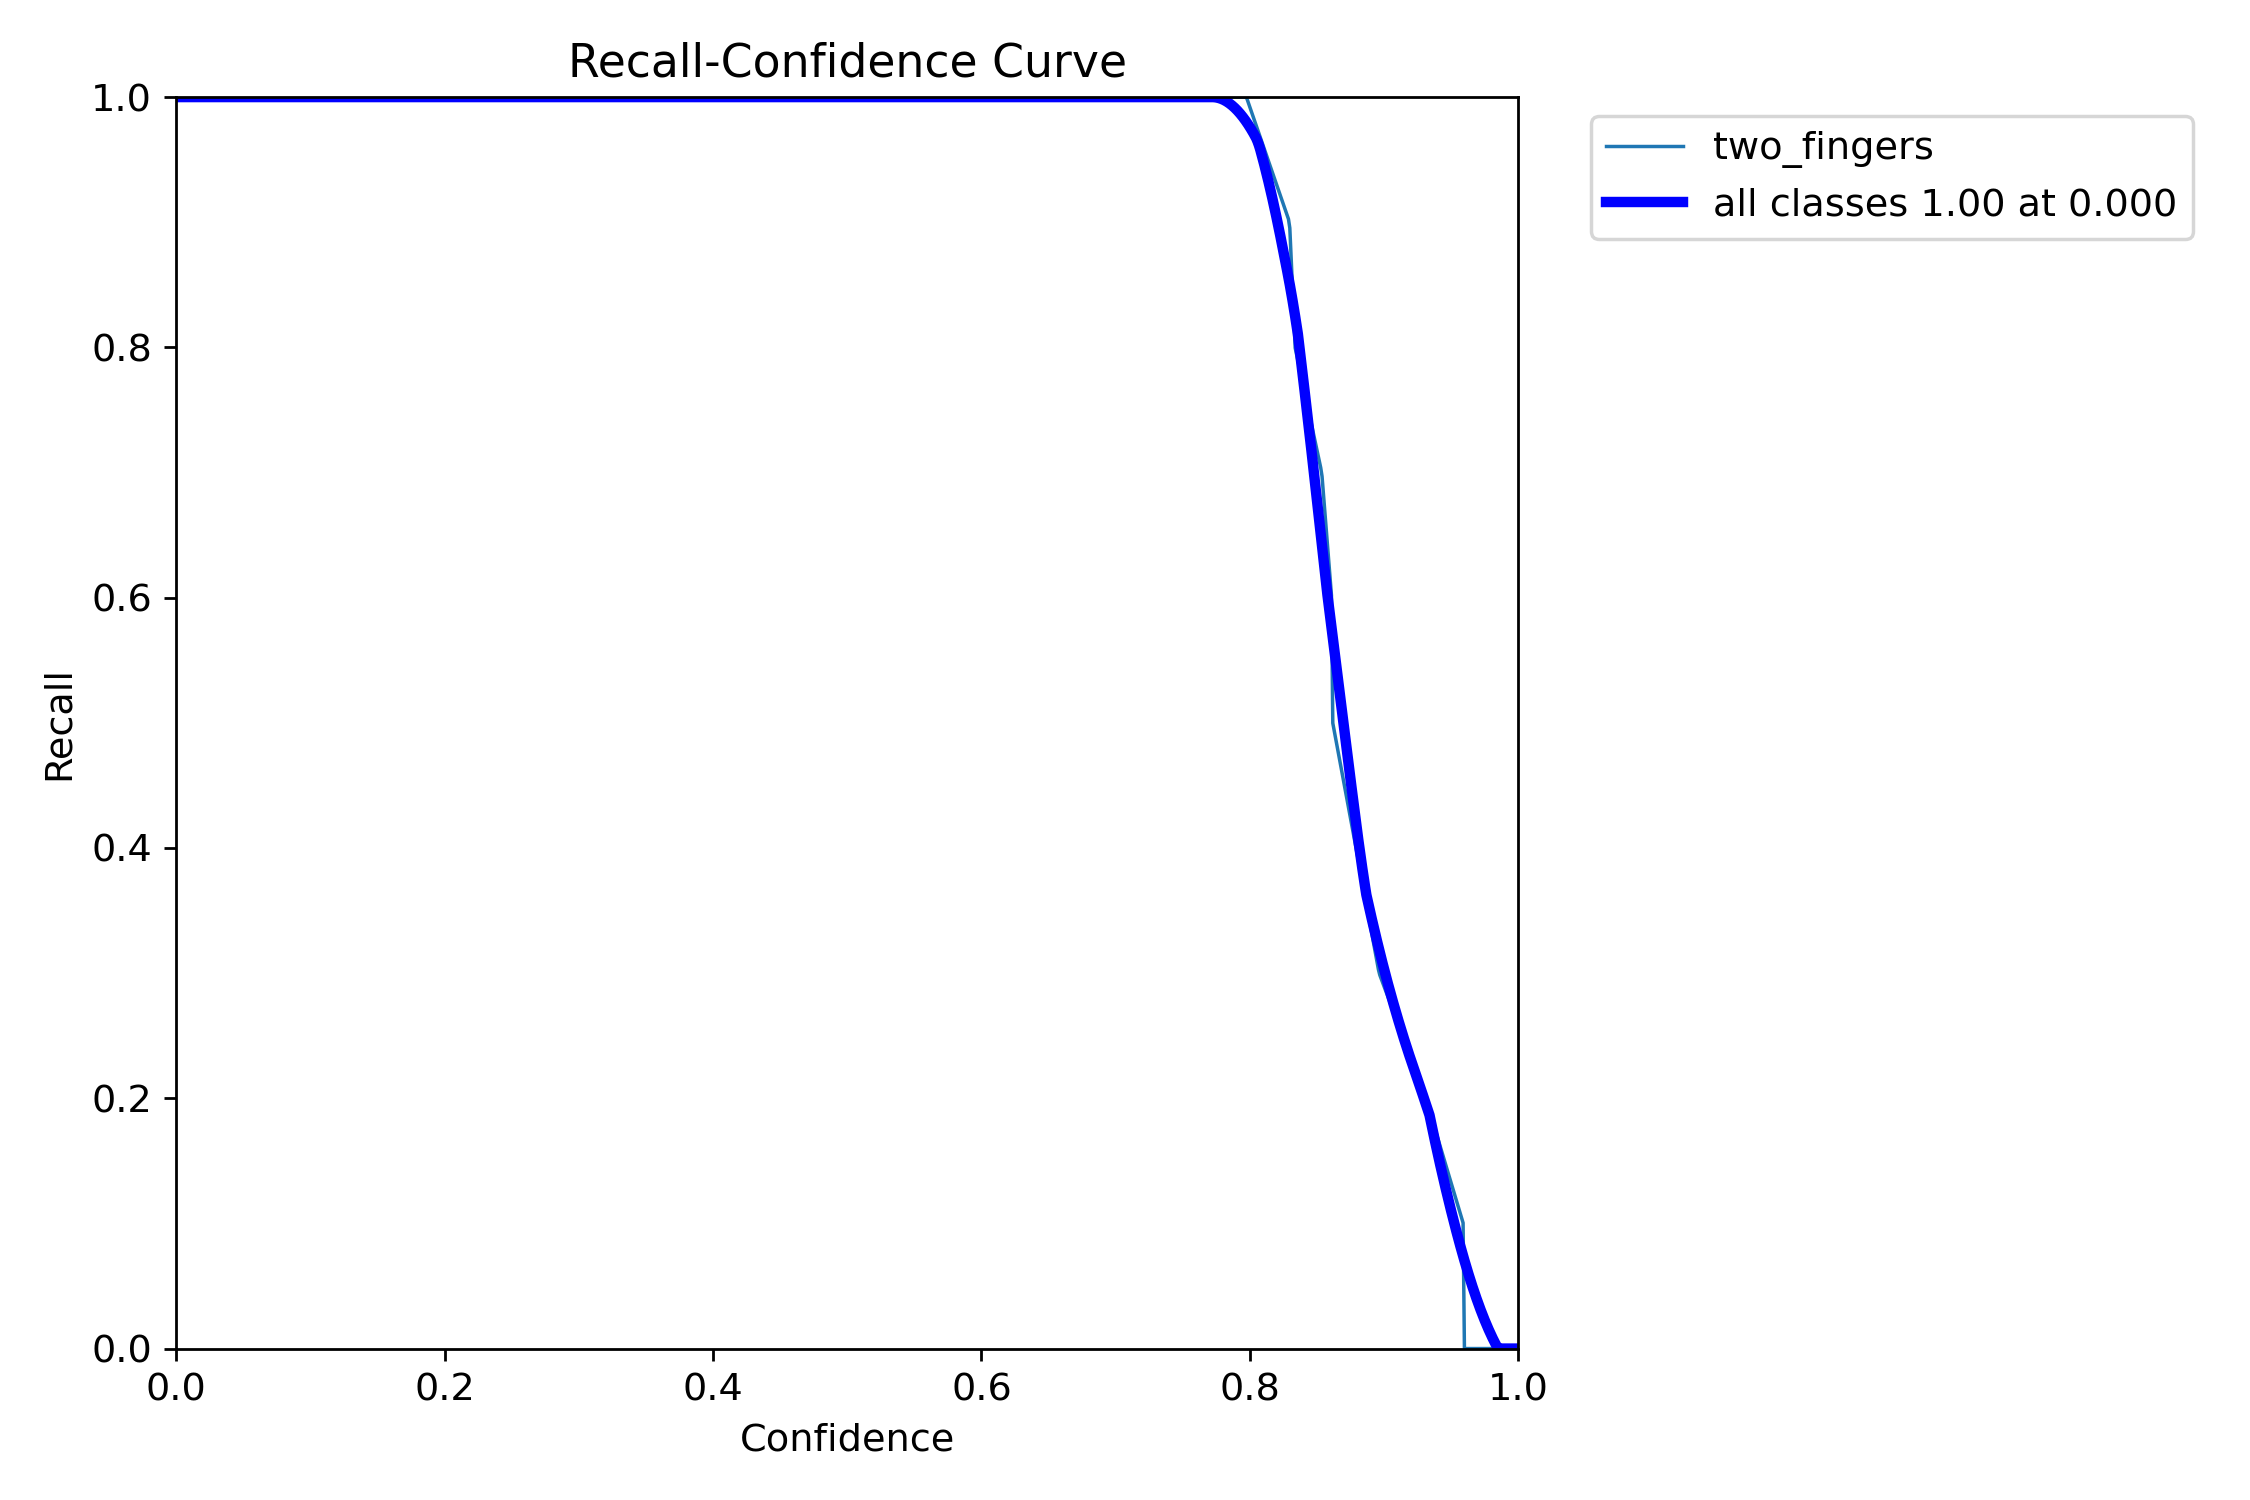 Recall-Confidence Curve
two_fingers
all classes 1.00 at 0.000
Recall
1.0
0.8
0.6
0.4
0.2
0.0
0.0 0.2 0.4 0.6 0.8 1.0
Confidence